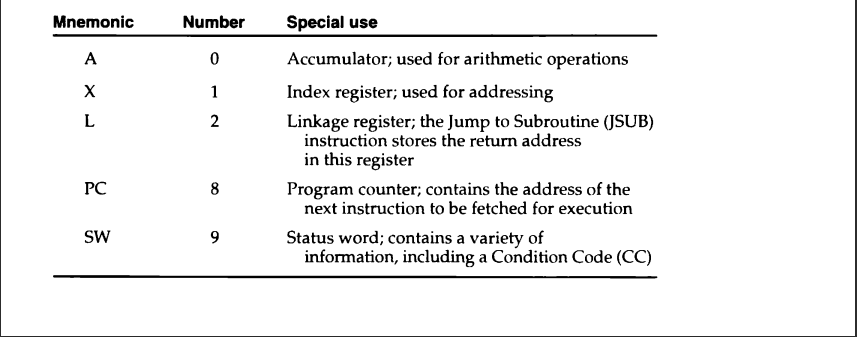 Mnemonic Number Special use
A 0 Accumulator; used for arithmetic operations
X 1 Index register; used for addressing
L 2 Linkage register; the Jump to Subroutine (JSUB)
instruction stores the return address
in this register
PC 8 Program counter; contains the address of the
next instruction to be fetched for execution
SW 9 Status word; contains a variety of
information, including a Condition Code (CC)